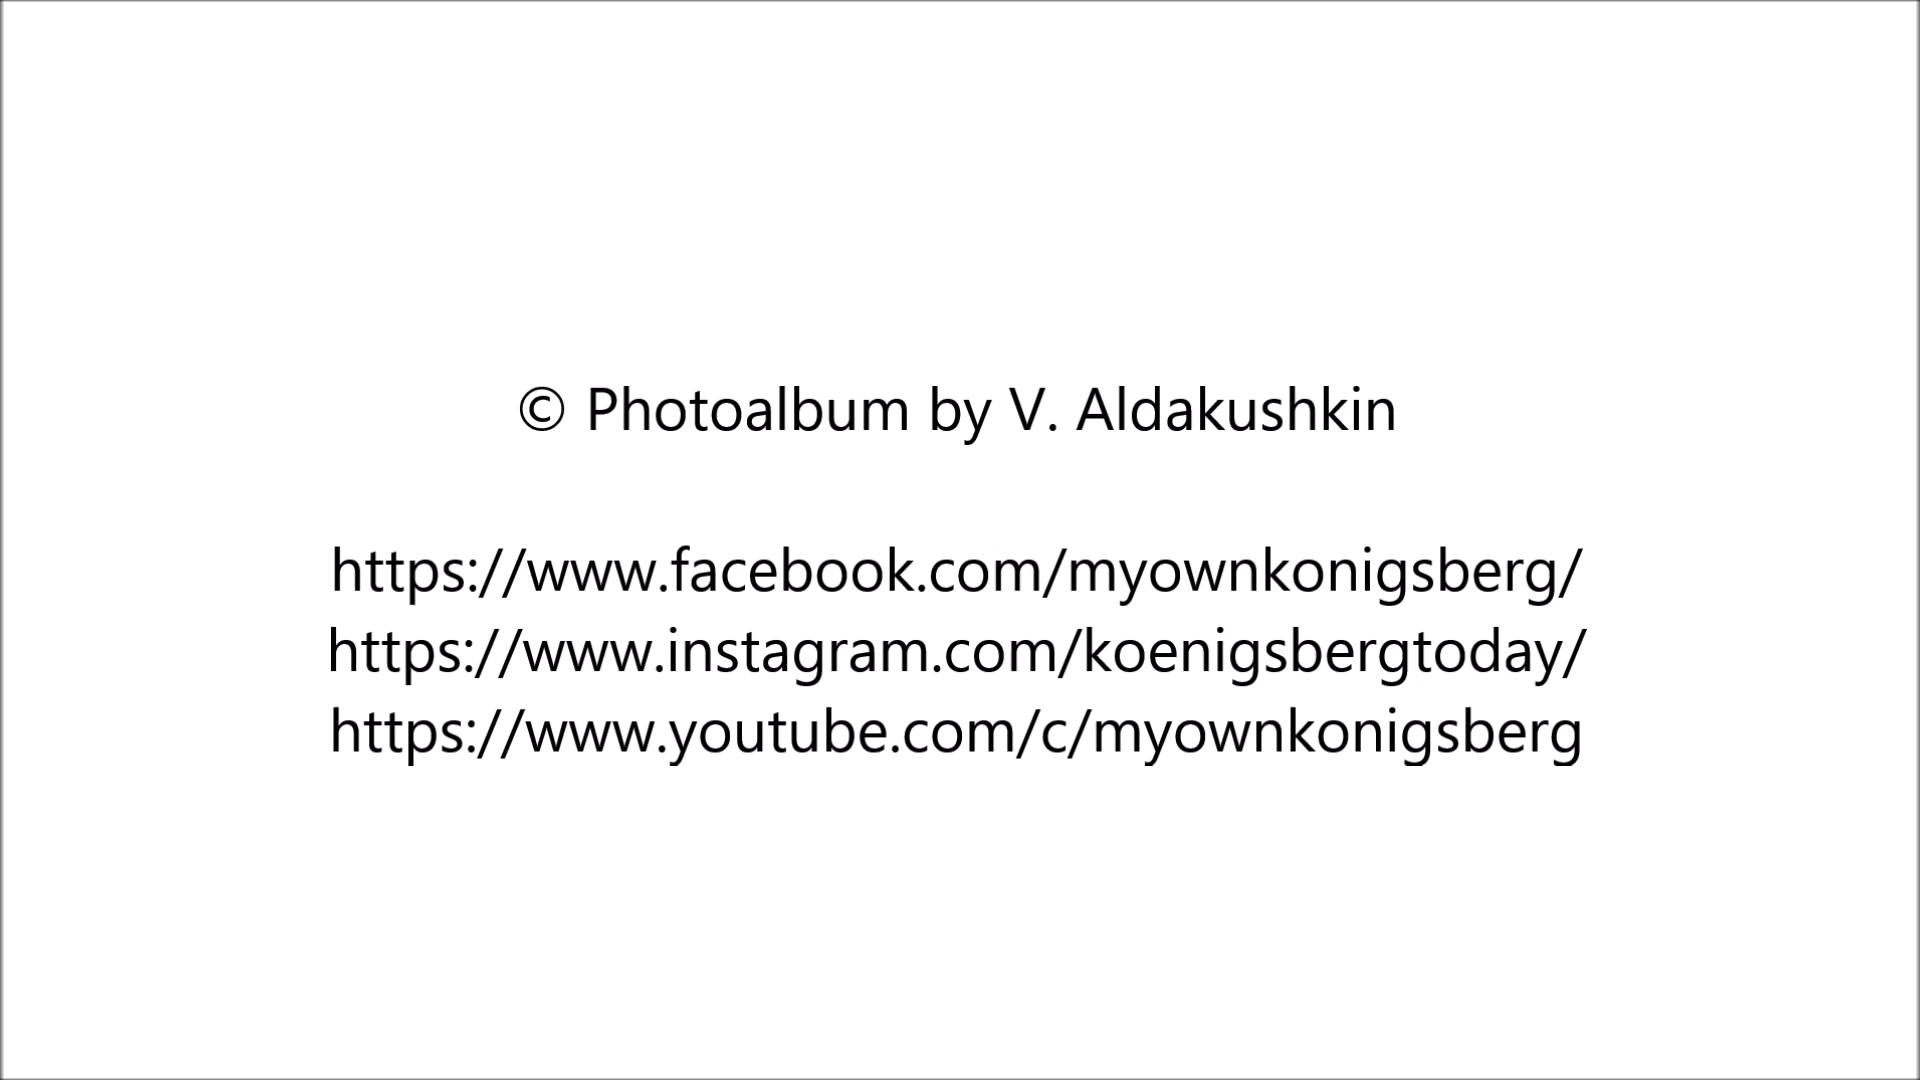 © Photoalbum by V. Aldakushkin
https://www.facebook.com/myownkonigsberg/
https://www.instagram.com/koenigsbergtoday/
https://www.youtube.com/c/myownkonigsberg